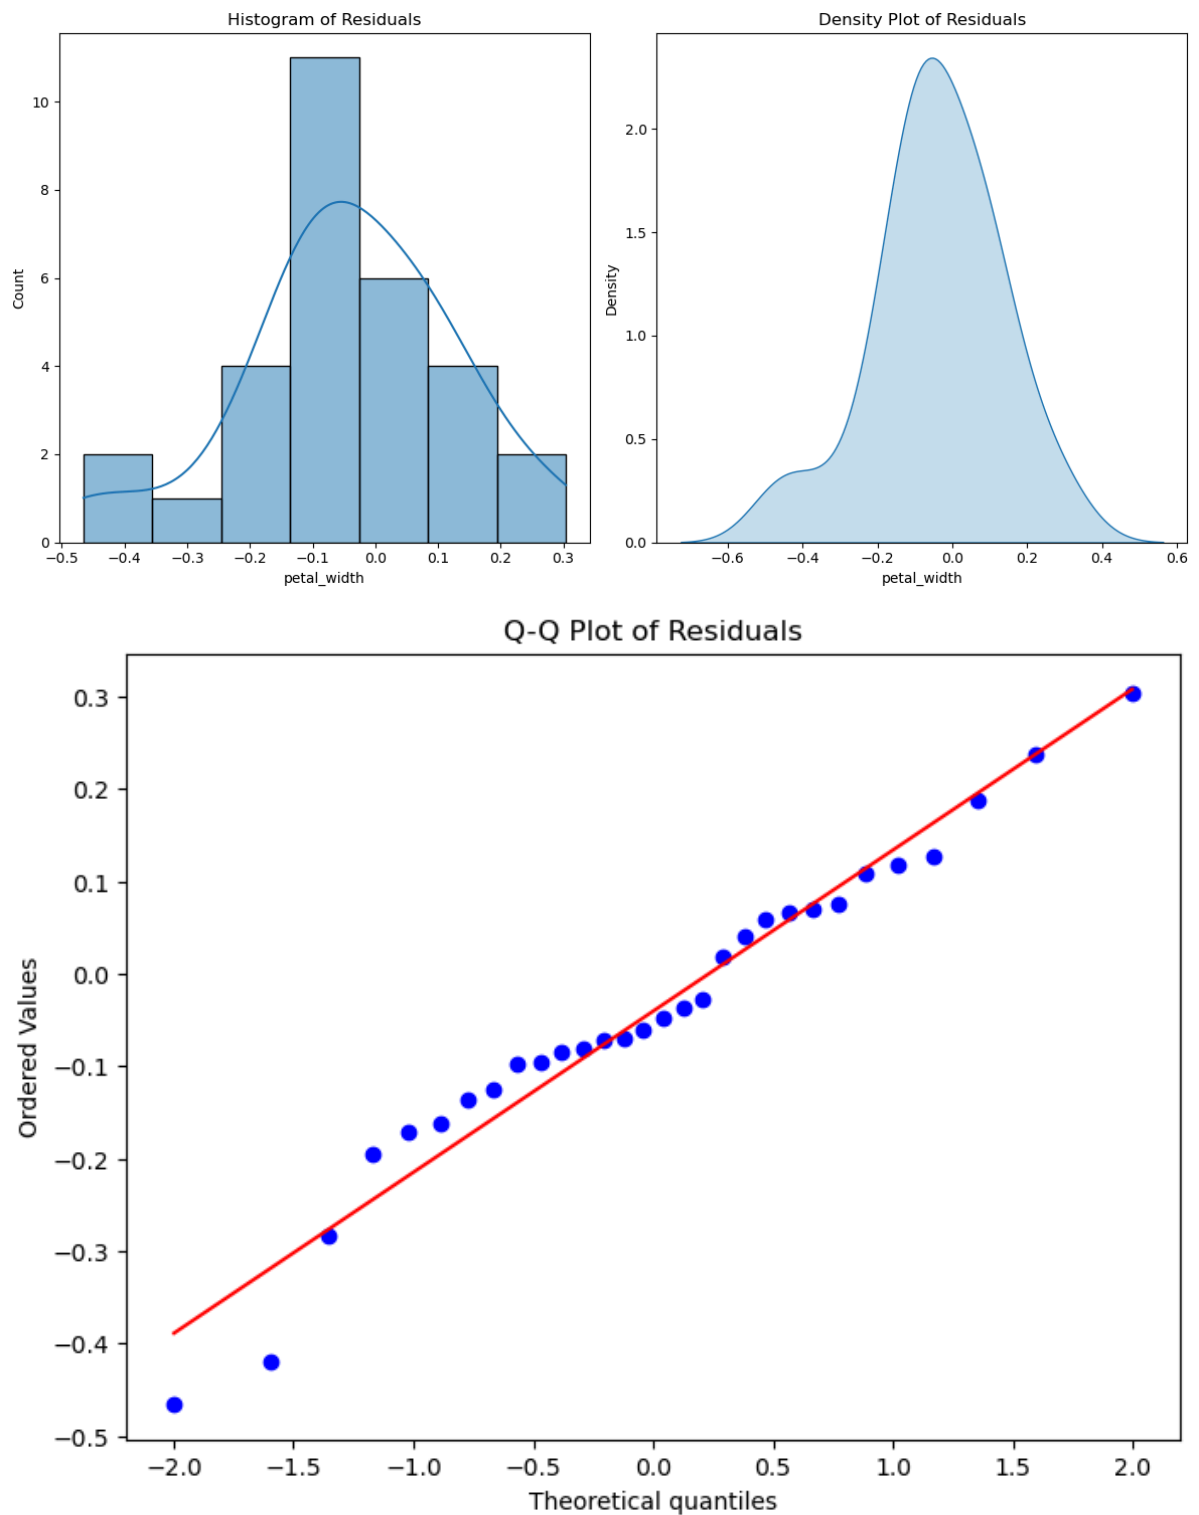 Histogram of Residuals
Density Plot of Residuals
Count
10
8
6
4
2
0
−0.5 −0.4 −0.3 −0.2 −0.1 0.0 0.1 0.2 0.3
petal_width
Density
2.0
1.5
1.0
0.5
0.0
−0.6 −0.4 −0.2 0.0 0.2 0.4 0.6
petal_width
Q-Q Plot of Residuals
Ordered Values
0.3
0.2
0.1
0.0
−0.1
−0.2
−0.3
−0.4
−0.5
−2.0 −1.5 −1.0 −0.5 0.0 0.5 1.0 1.5 2.0
Theoretical quantiles